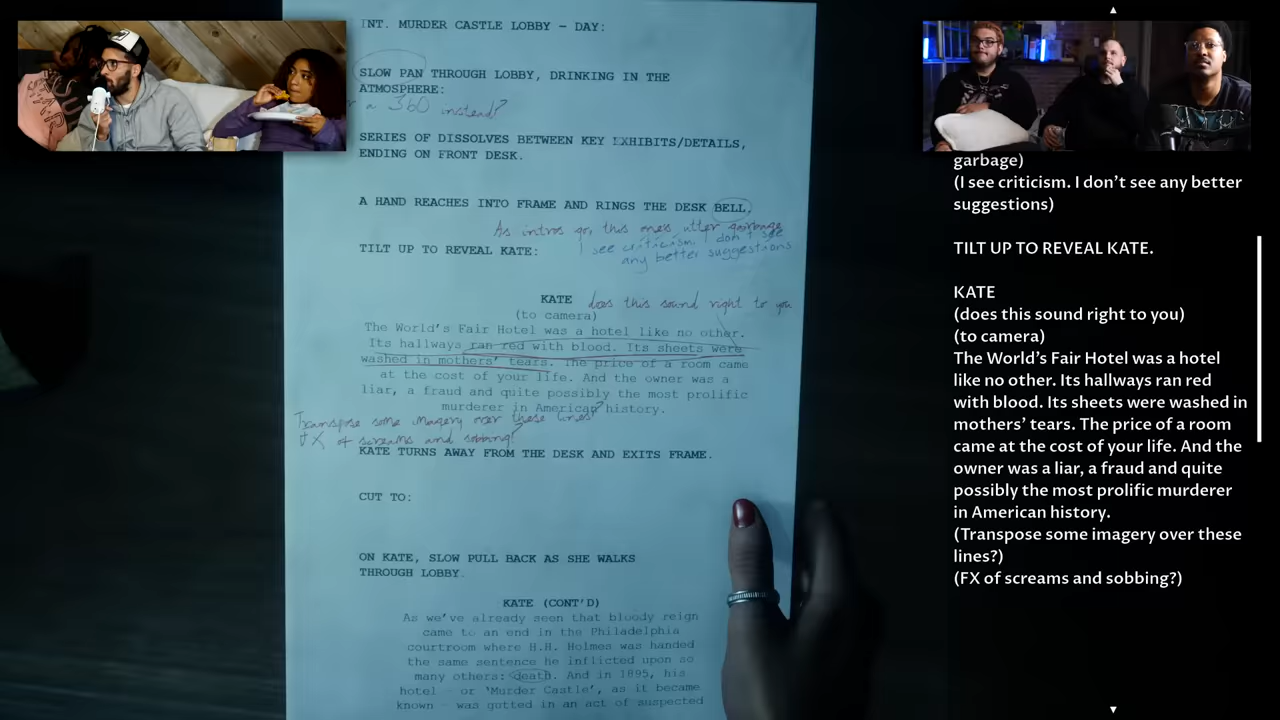 INT. MURDER CASTLE LOBBY – DAY:
SLOW PAN THROUGH LOBBY, DRINKING IN THE
ATMOSPHERE:
a 360 instead?
SERIES OF DISSOLVES BETWEEN KEY EXHIBITS/DETAILS,
ENDING ON FRONT DESK.
A HAND REACHES INTO FRAME AND RINGS THE DESK BELL.
As intros go, this one's utter garbage
I see criticism. I don't see
any better suggestions
TILT UP TO REVEAL KATE:
KATE does this sound right to you
(to camera)
The World's Fair Hotel was a hotel like no other.
Its hallways ran red with blood. Its sheets were
washed in mothers' tears. The price of a room came
at the cost of your life. And the owner was a
liar, a fraud and quite possibly the most prolific
murderer in American history.
Transpose some imagery over these lines?
FX of screams and sobbing?
KATE TURNS AWAY FROM THE DESK AND EXITS FRAME.
CUT TO:
ON KATE, SLOW PULL BACK AS SHE WALKS
THROUGH LOBBY.
KATE (CONT'D)
As we've already seen that bloody reign
came to an end in the Philadelphia
courtroom where H.H. Holmes was handed
the same sentence he inflicted upon so
many others: death. And in 1895, his
hotel – or 'Murder Castle', as it became
known – was gutted in an act of suspected
garbage)
(I see criticism. I don't see any better
suggestions)
TILT UP TO REVEAL KATE.
KATE
(does this sound right to you)
(to camera)
The World's Fair Hotel was a hotel
like no other. Its hallways ran red
with blood. Its sheets were washed in
mothers' tears. The price of a room
came at the cost of your life. And the
owner was a liar, a fraud and quite
possibly the most prolific murderer
in American history.
(Transpose some imagery over these
lines?)
(FX of screams and sobbing?)